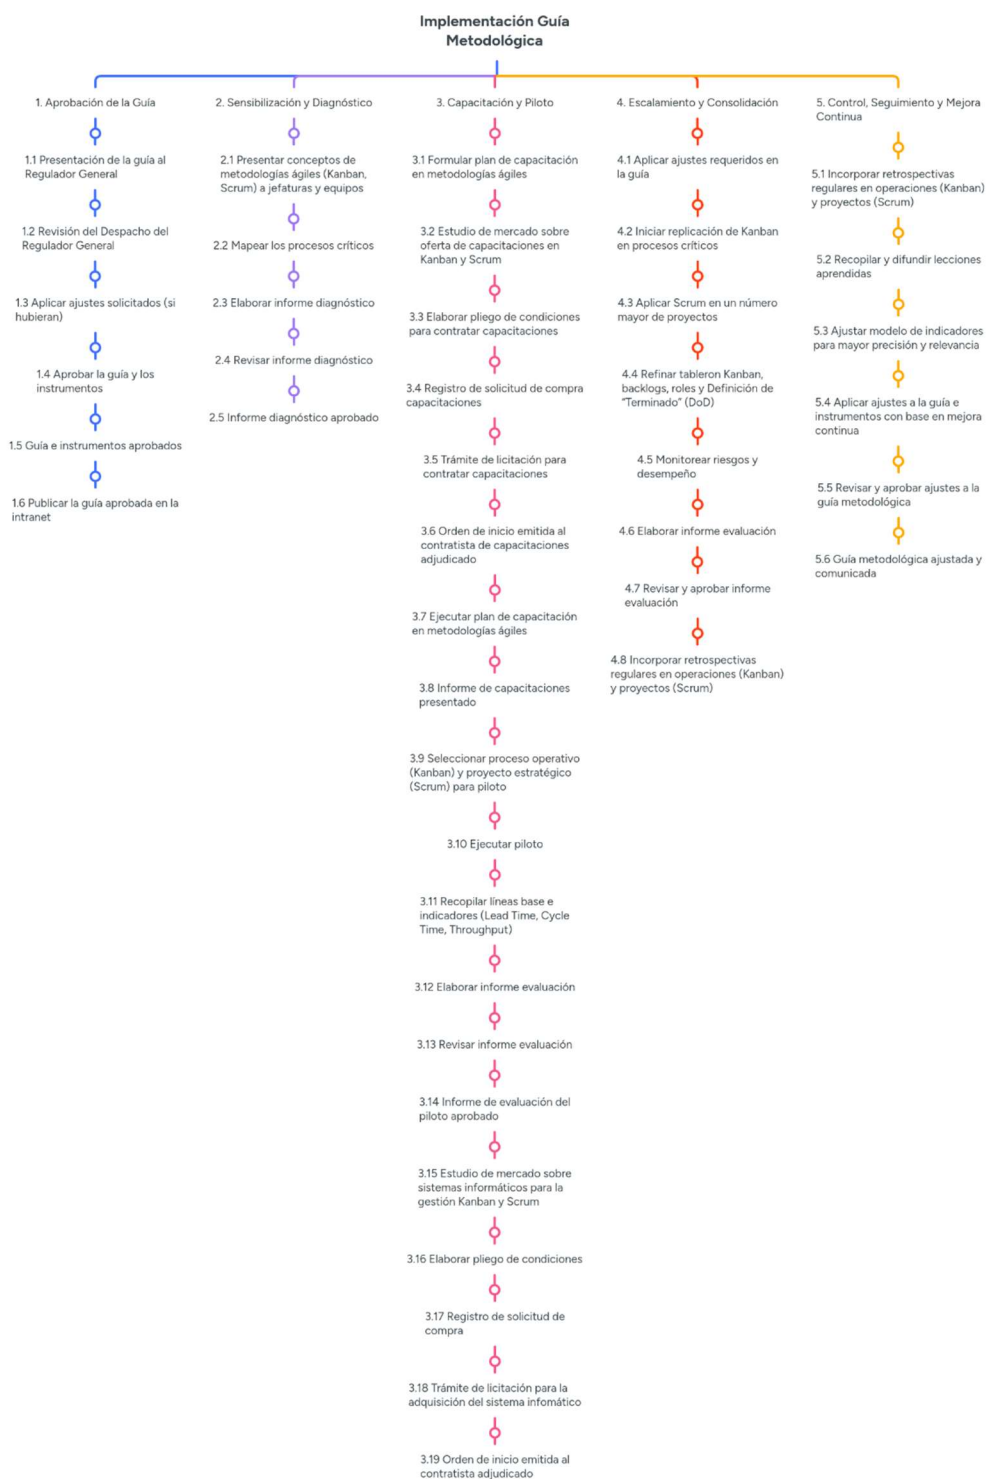 Implementación Guía
Metodológica
1. Aprobación de la Guía
1.1 Presentación de la guía al
Regulador General
1.2 Revisión del Despacho del
Regulador General
1.3 Aplicar ajustes solicitados (si
hubieran)
1.4 Aprobar la guía y los
instrumentos
1.5 Guía e instrumentos aprobados
1.6 Publicar la guía aprobada en la
intranet
2. Sensibilización y Diagnóstico
2.1 Presentar conceptos de
metodologías ágiles (Kanban,
Scrum) a jefaturas y equipos
2.2 Mapear los procesos críticos
2.3 Elaborar informe diagnóstico
2.4 Revisar informe diagnóstico
2.5 Informe diagnóstico aprobado
3. Capacitación y Piloto
3.1 Formular plan de capacitación
en metodologías ágiles
3.2 Estudio de mercado sobre
oferta de capacitaciones en
Kanban y Scrum
3.3 Elaborar pliego de condiciones
para contratar capacitaciones
3.4 Registro de solicitud de compra
capacitaciones
3.5 Trámite de licitación para
contratar capacitaciones
3.6 Orden de inicio emitida al
contratista de capacitaciones
adjudicado
3.7 Ejecutar plan de capacitación
en metodologías ágiles
3.8 Informe de capacitaciones
presentado
3.9 Seleccionar proceso operativo
(Kanban) y proyecto estratégico
(Scrum) para piloto
3.10 Ejecutar piloto
3.11 Recopilar líneas base e
indicadores (Lead Time, Cycle
Time, Throughput)
3.12 Elaborar informe evaluación
3.13 Revisar informe evaluación
3.14 Informe de evaluación del
piloto aprobado
3.15 Estudio de mercado sobre
sistemas informáticos para la
gestión Kanban y Scrum
3.16 Elaborar pliego de condiciones
3.17 Registro de solicitud de
compra
3.18 Trámite de licitación para la
adquisición del sistema infomático
3.19 Orden de inicio emitida al
contratista adjudicado
4. Escalamiento y Consolidación
4.1 Aplicar ajustes requeridos en
la guía
4.2 Iniciar replicación de Kanban
en procesos críticos
4.3 Aplicar Scrum en un número
mayor de proyectos
4.4 Refinar tableron Kanban,
backlogs, roles y Definición de
"Terminado" (DoD)
4.5 Monitorear riesgos y
desempeño
4.6 Elaborar informe evaluación
4.7 Revisar y aprobar informe
evaluación
4.8 Incorporar retrospectivas
regulares en operaciones (Kanban)
y proyectos (Scrum)
5. Control, Seguimiento y Mejora
Continua
5.1 Incorporar retrospectivas
regulares en operaciones (Kanban)
y proyectos (Scrum)
5.2 Recopilar y difundir lecciones
aprendidas
5.3 Ajustar modelo de indicadores
para mayor precisión y relevancia
5.4 Aplicar ajustes a la guía e
instrumentos con base en mejora
continua
5.5 Revisar y aprobar ajustes a la
guía metodológica
5.6 Guía metodológica ajustada y
comunicada